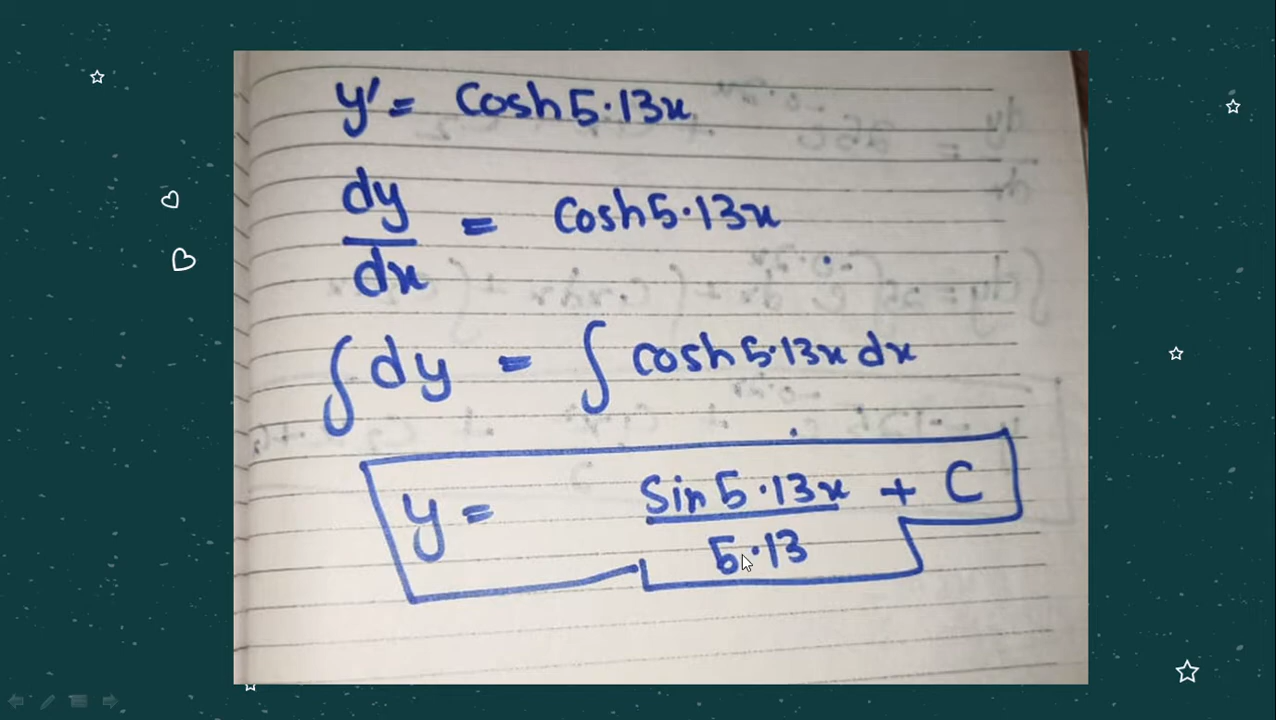 y' = Cosh 5.13x
dy/dx = Cosh 5.13x
∫ dy = ∫ cosh 5.13x dx
y = Sin 5.13x / 5.13 + C